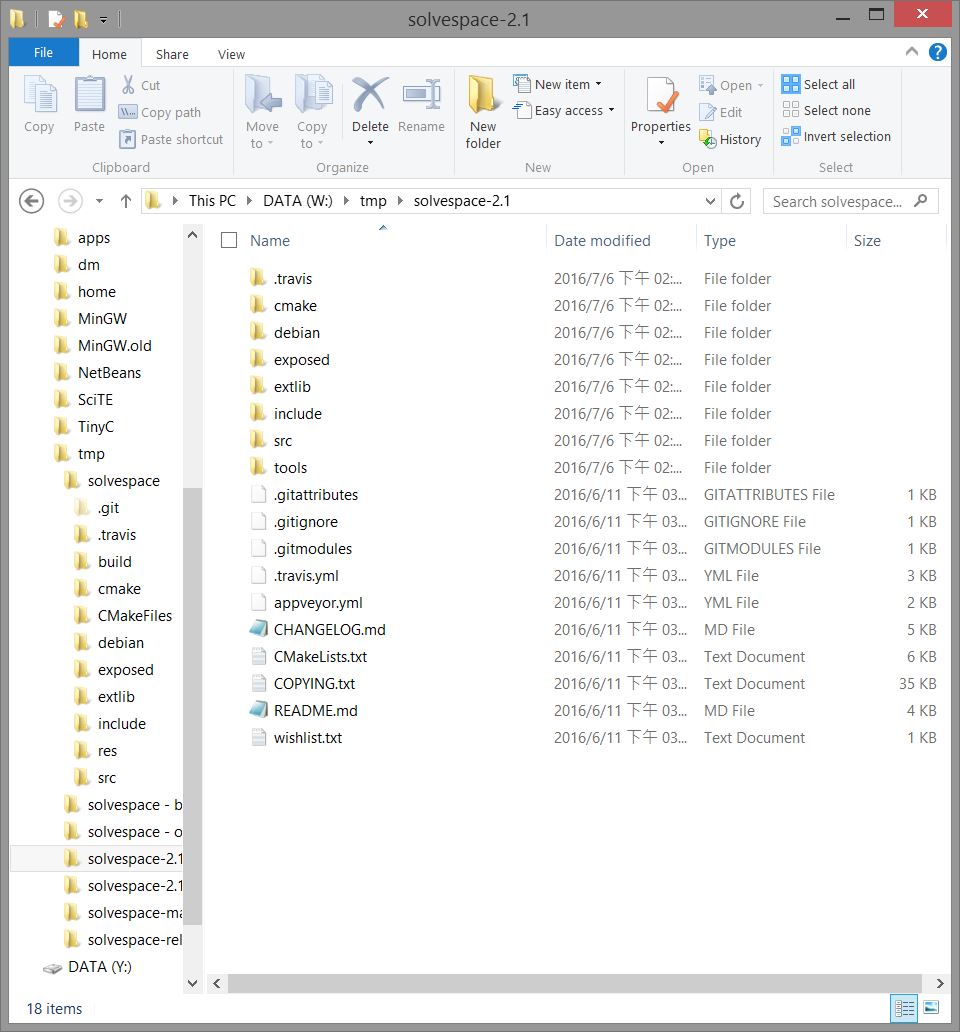 solvespace-2.1
File Home Share View
Copy
Paste
Cut
Copy path
Paste shortcut
Clipboard
Move to
Copy to
Delete
Rename
Organize
New folder
New item
Easy access
New
Properties
Open
Edit
History
Open
Select all
Select none
Invert selection
Select
This PC DATA (W:) tmp solvespace-2.1
Search solvespace...
apps
dm
home
MinGW
MinGW.old
NetBeans
SciTE
TinyC
tmp
solvespace
.git
.travis
build
cmake
CMakeFiles
debian
exposed
extlib
include
res
src
solvespace - b
solvespace - o
solvespace-2.1
solvespace-2.1
solvespace-ma
solvespace-rel
DATA (Y:)
Name Date modified Type Size
.travis 2016/7/6 下午 02:... File folder
cmake 2016/7/6 下午 02:... File folder
debian 2016/7/6 下午 02:... File folder
exposed 2016/7/6 下午 02:... File folder
extlib 2016/7/6 下午 02:... File folder
include 2016/7/6 下午 02:... File folder
src 2016/7/6 下午 02:... File folder
tools 2016/7/6 下午 02:... File folder
.gitattributes 2016/6/11 下午 03... GITATTRIBUTES File 1 KB
.gitignore 2016/6/11 下午 03... GITIGNORE File 1 KB
.gitmodules 2016/6/11 下午 03... GITMODULES File 1 KB
.travis.yml 2016/6/11 下午 03... YML File 3 KB
appveyor.yml 2016/6/11 下午 03... YML File 2 KB
CHANGELOG.md 2016/6/11 下午 03... MD File 5 KB
CMakeLists.txt 2016/6/11 下午 03... Text Document 6 KB
COPYING.txt 2016/6/11 下午 03... Text Document 35 KB
README.md 2016/6/11 下午 03... MD File 4 KB
wishlist.txt 2016/6/11 下午 03... Text Document 1 KB
18 items